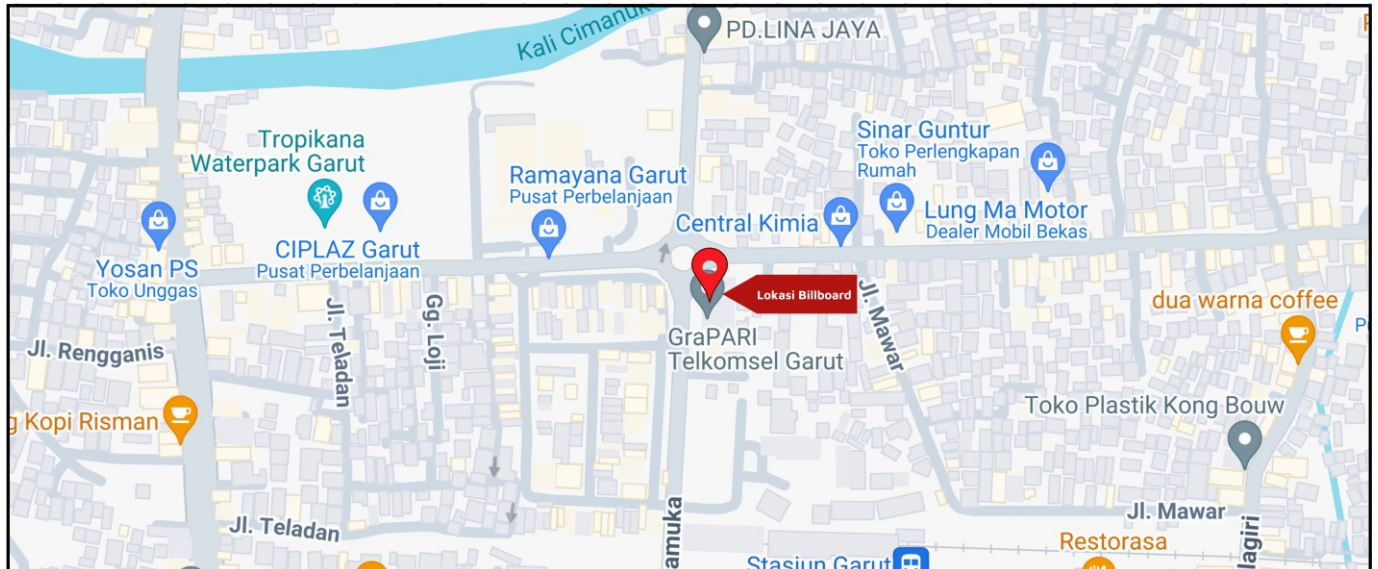 Kali Cimanuk
PD.LINA JAYA
Tropikana
Waterpark Garut
Sinar Guntur
Toko Perlengkapan
Rumah
Ramayana Garut
Pusat Perbelanjaan
Central Kimia
Lung Ma Motor
Dealer Mobil Bekas
CIPLAZ Garut
Pusat Perbelanjaan
Yosan PS
Toko Unggas
Lokasi Billboard
dua warna coffee
Jl. Teladan
Gg. Loji
Jl. Mawar
GraPARI
Telkomsel Garut
Jl. Rengganis
Kopi Risman
Toko Plastik Kong Bouw
Jl. Teladan
amuka
Jl. Mawar
lagiri
Restorasa
Stasiun Garut